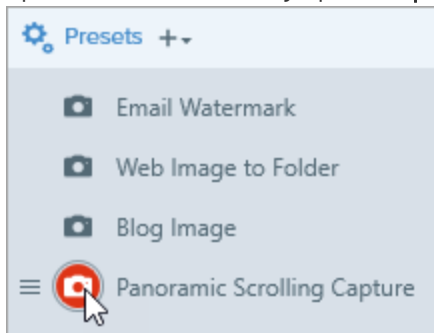 Presets
Email Watermark
Web Image to Folder
Blog Image
Panoramic Scrolling Capture